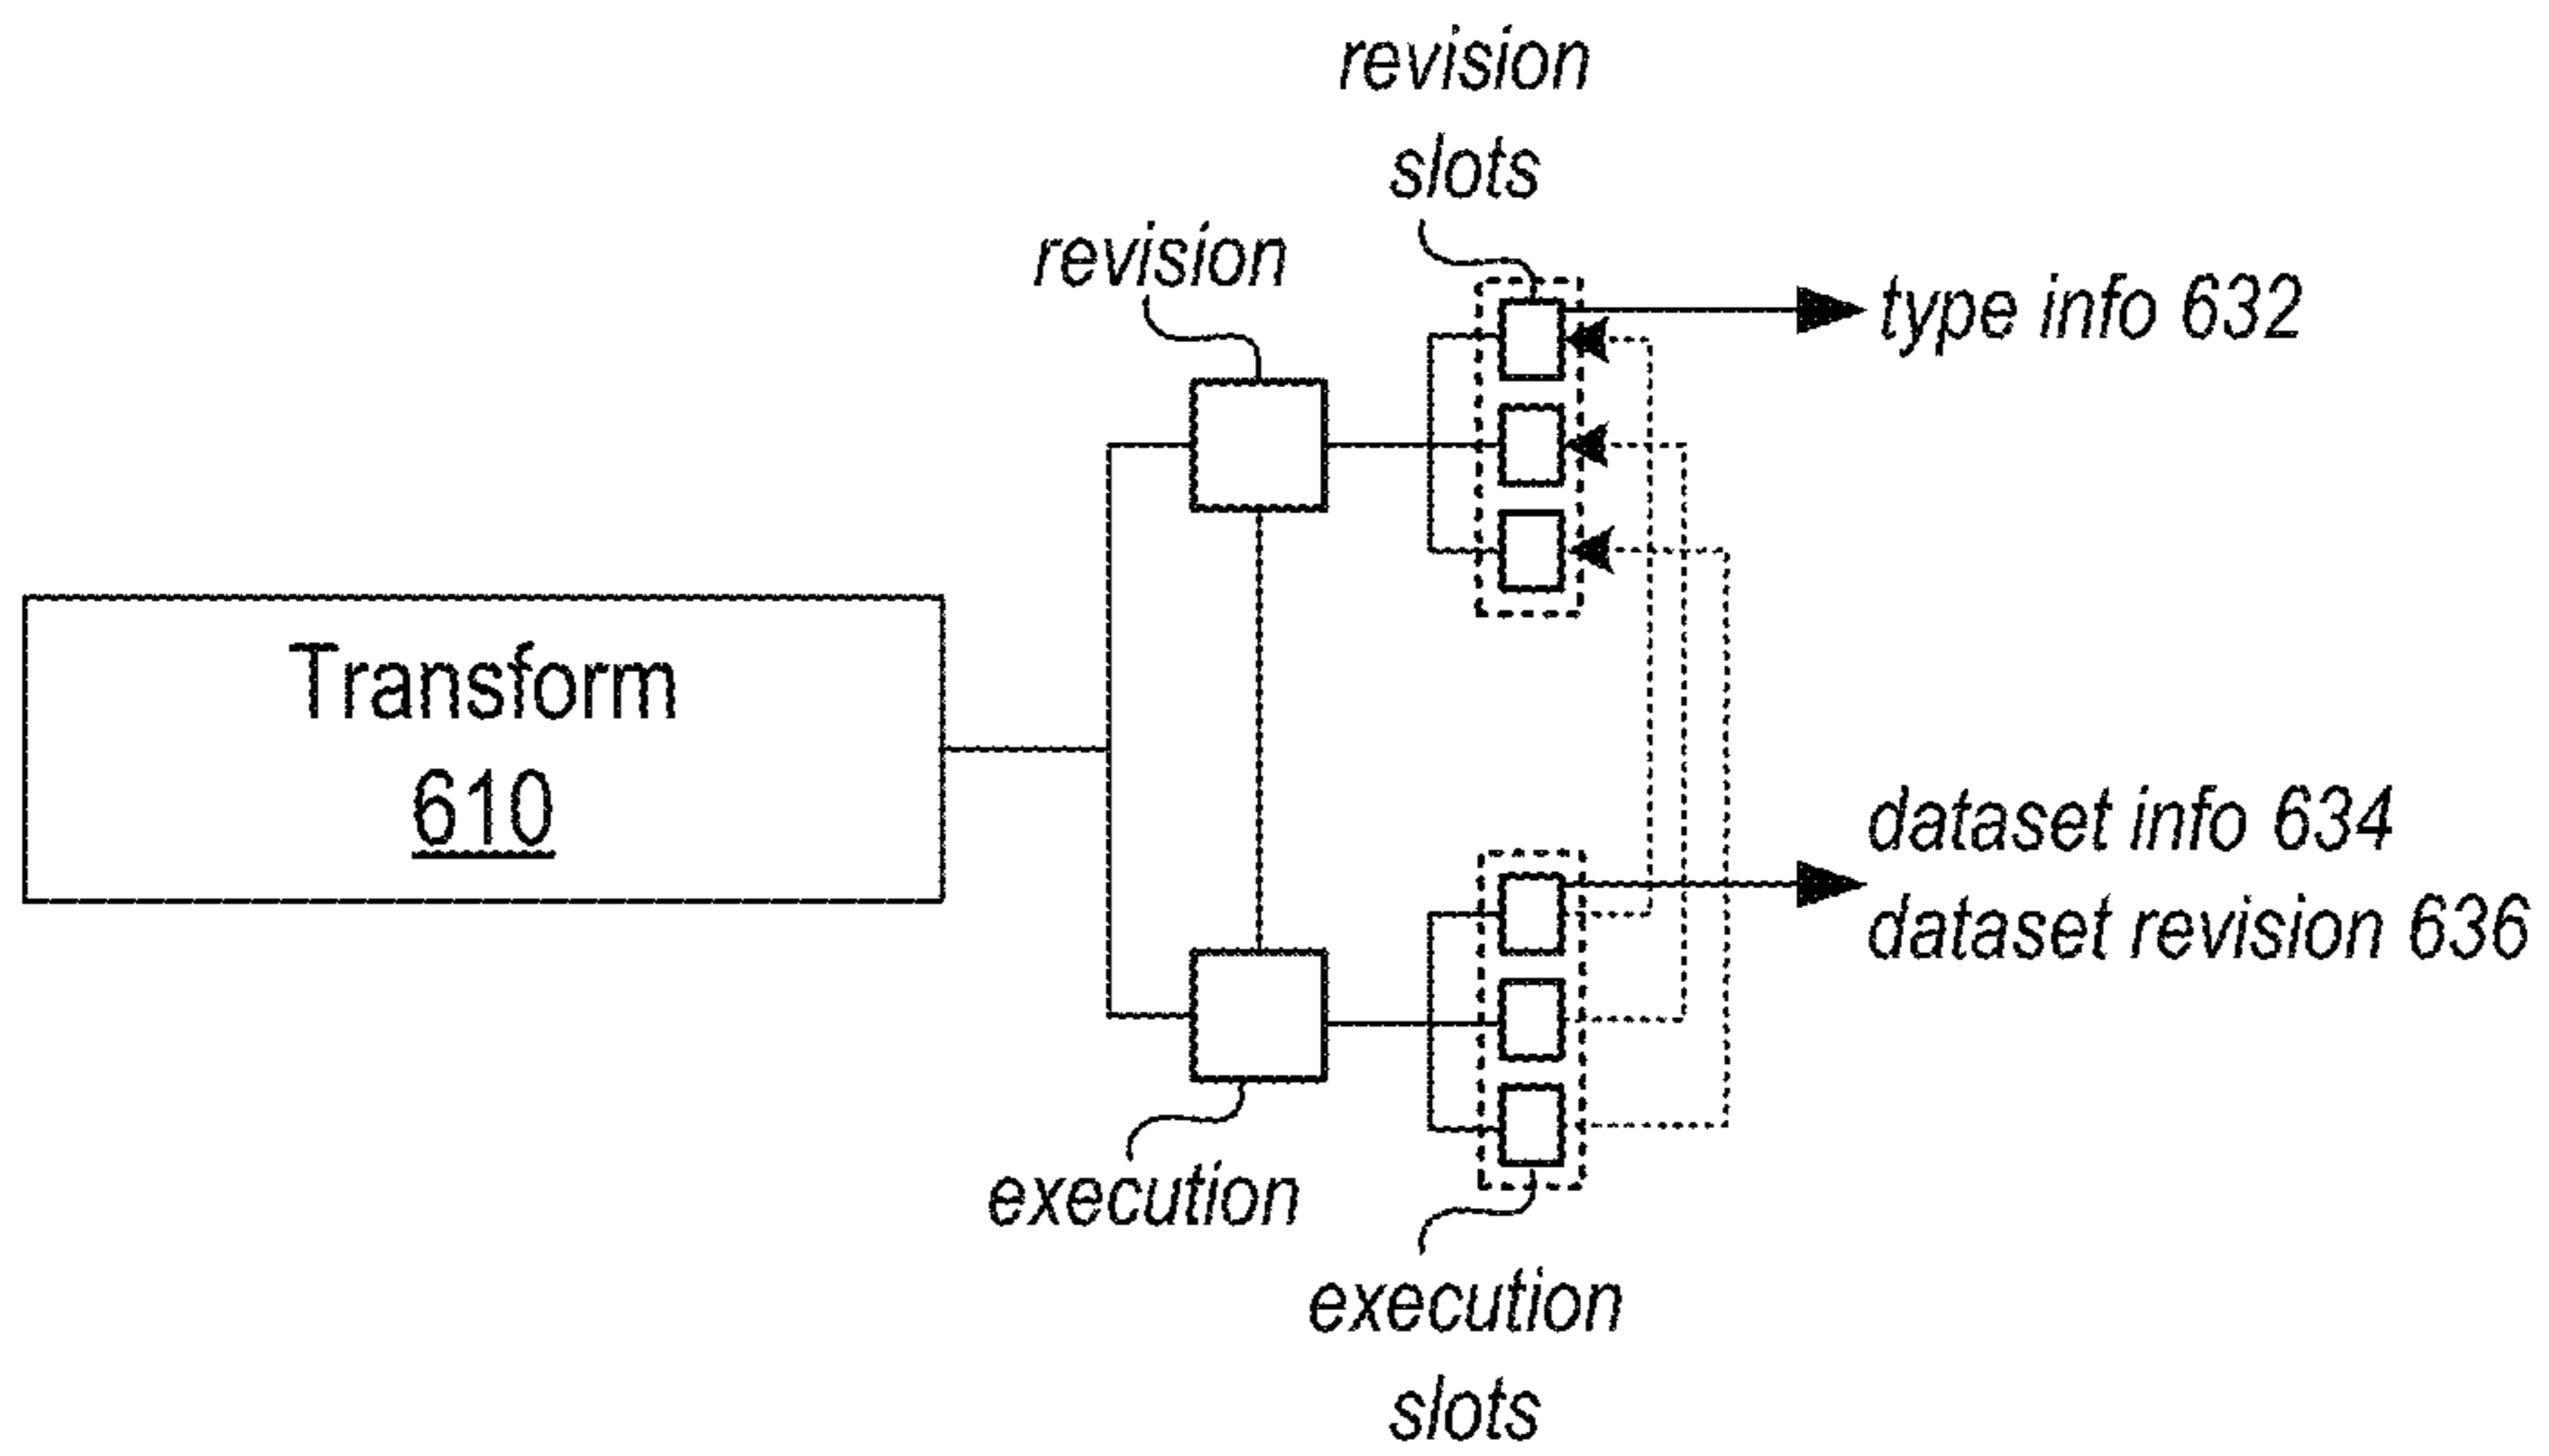 revision
slots
revision
type info 632
Transform
610
dataset info 634
dataset revision 636
execution
execution
slots